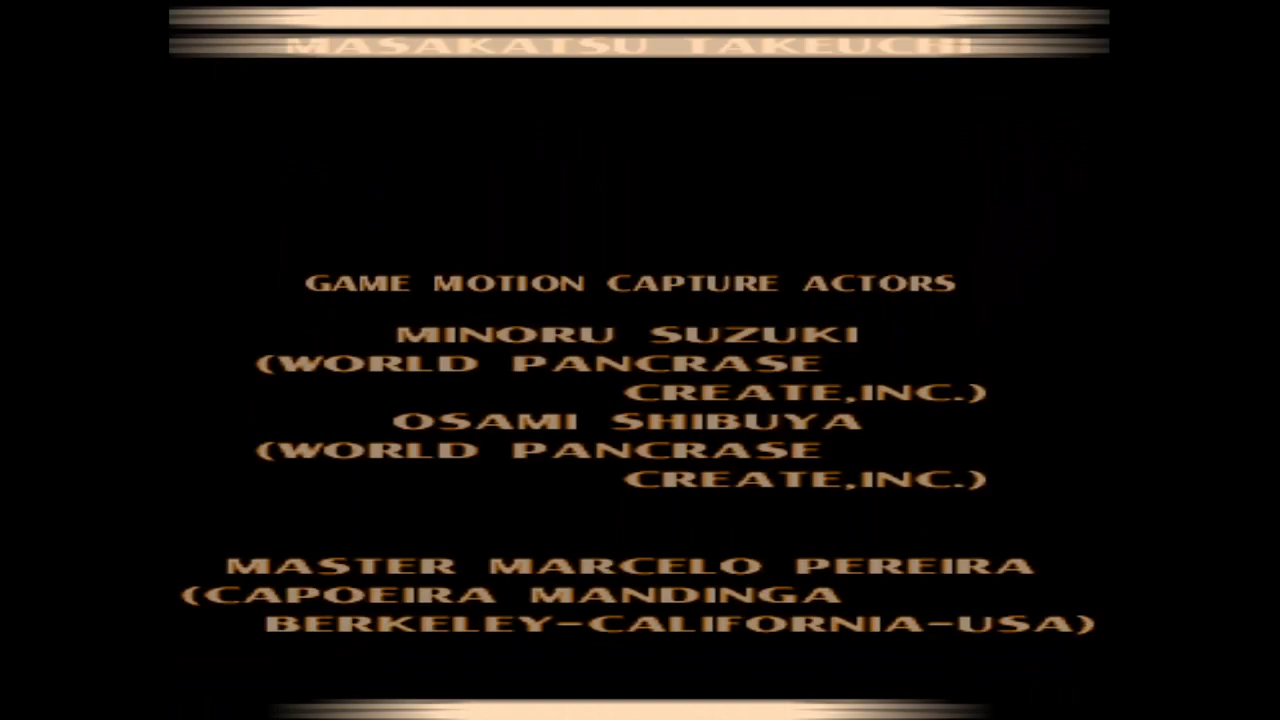 MASAKATSU TAKEUCHI
GAME MOTION CAPTURE ACTORS
MINORU SUZUKI
(WORLD PANCRASE
CREATE,INC.)
OSAMI SHIBUYA
(WORLD PANCRASE
CREATE,INC.)
MASTER MARCELO PEREIRA
(CAPOEIRA MANDINGA
BERKELEY-CALIFORNIA-USA)